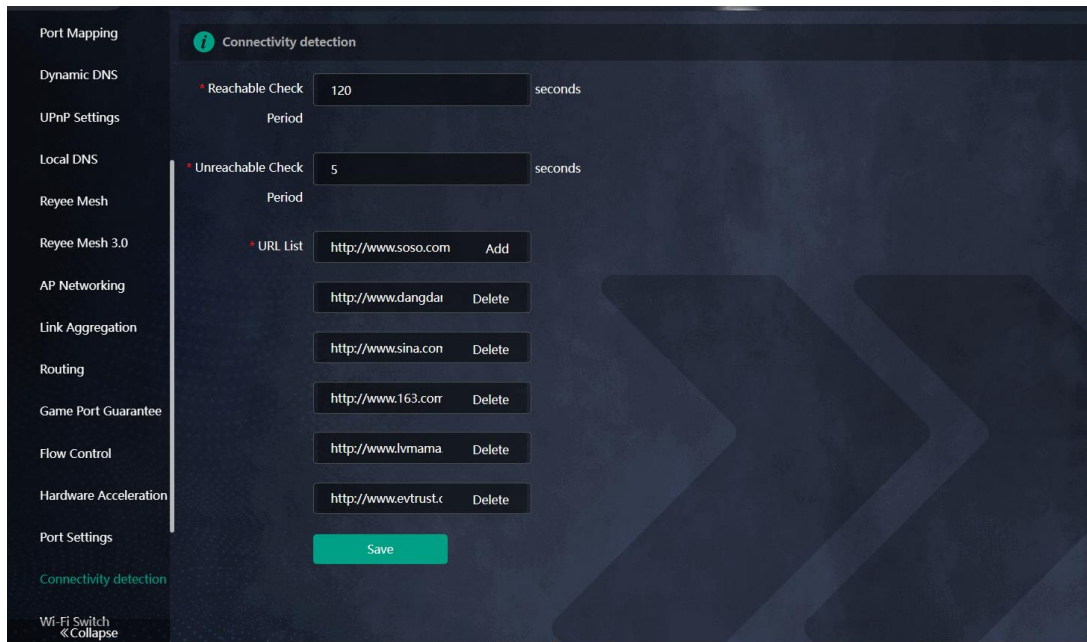 Port Mapping
Dynamic DNS
UPnP Settings
Local DNS
Reyee Mesh
Reyee Mesh 3.0
AP Networking
Link Aggregation
Routing
Game Port Guarantee
Flow Control
Hardware Acceleration
Port Settings
Connectivity detection
Wi-Fi Switch
«Collapse
i Connectivity detection
* Reachable Check Period 120 seconds
* Unreachable Check Period 5 seconds
* URL List http://www.soso.com Add
http://www.dangdar Delete
http://www.sina.con Delete
http://www.163.com Delete
http://www.lvmama. Delete
http://www.evtrust.c Delete
Save